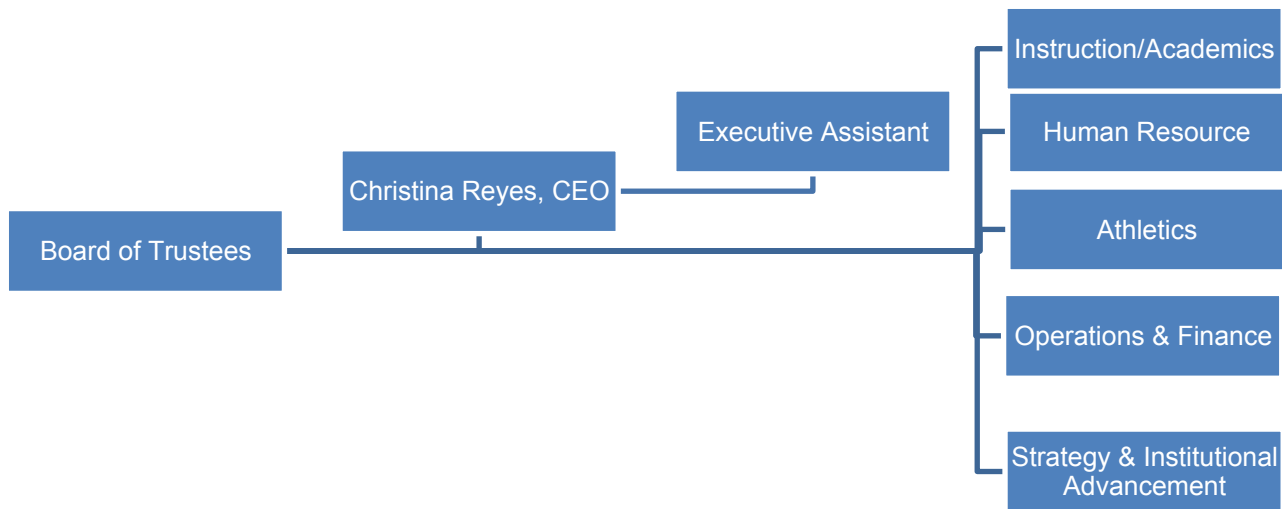 Board of Trustees
Christina Reyes, CEO
Executive Assistant
Instruction/Academics
Human Resource
Athletics
Operations & Finance
Strategy & Institutional
Advancement